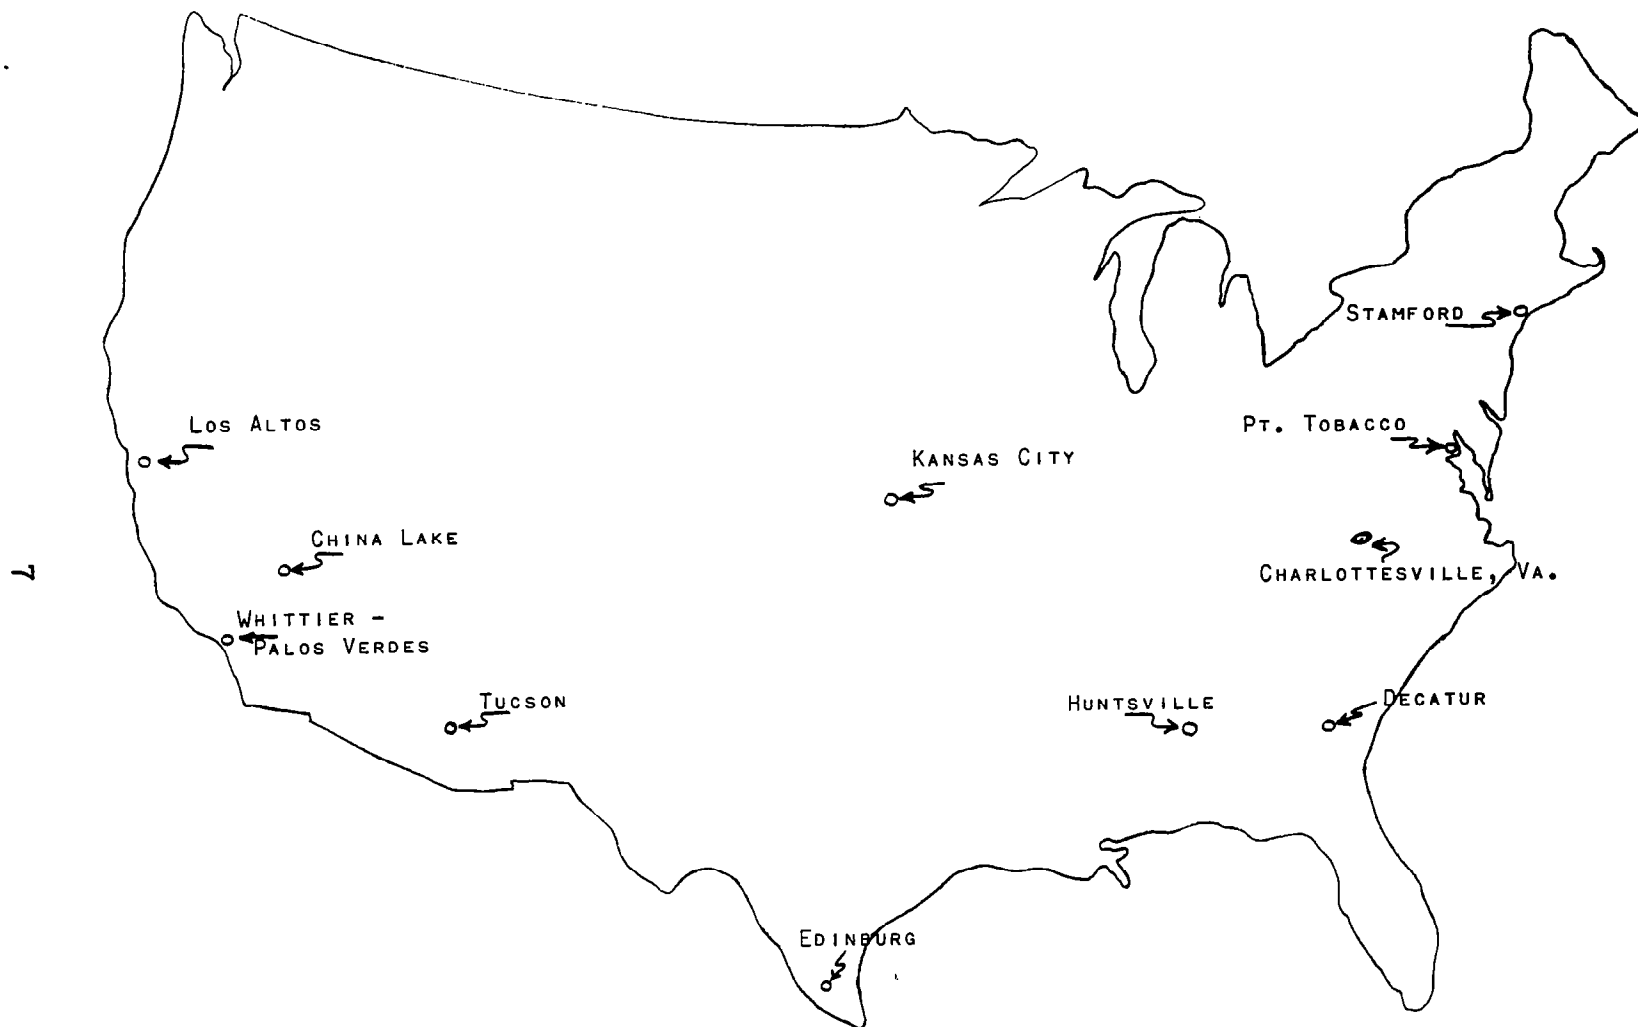 STAMFORD
LOS ALTOS
PT. TOBACCO
KANSAS CITY
CHINA LAKE
7
CHARLOTTESVILLE, VA.
WHITTIER -
PALOS VERDES
TUCSON
HUNTSVILLE
DECATUR
EDINBURG